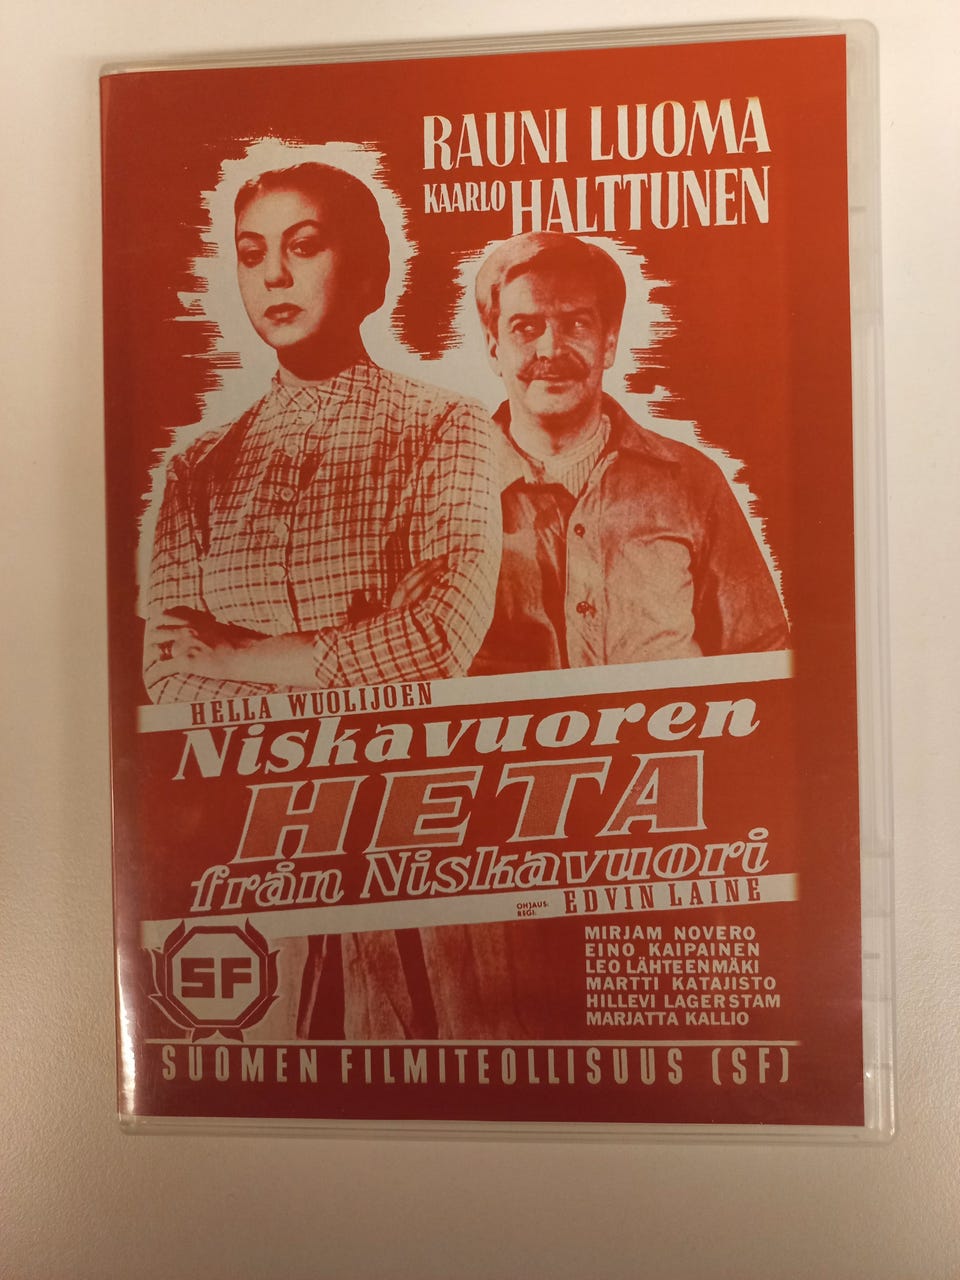 RAUNI LUOMA
KAARLO HALTTUNEN
HELLA WUOLIJOEN
Niskavuoren
HETA
från Niskavuori
OHJAUS:
REGI:
EDVIN LAINE
SF
MIRJAM NOVERO
EINO KAIPAINEN
LEO LÄHTEENMÄKI
MARTTI KATAJISTO
HILLEVI LAGERSTAM
MARJATTA KALLIO
SUOMEN FILMITEOLLISUUS (SF)